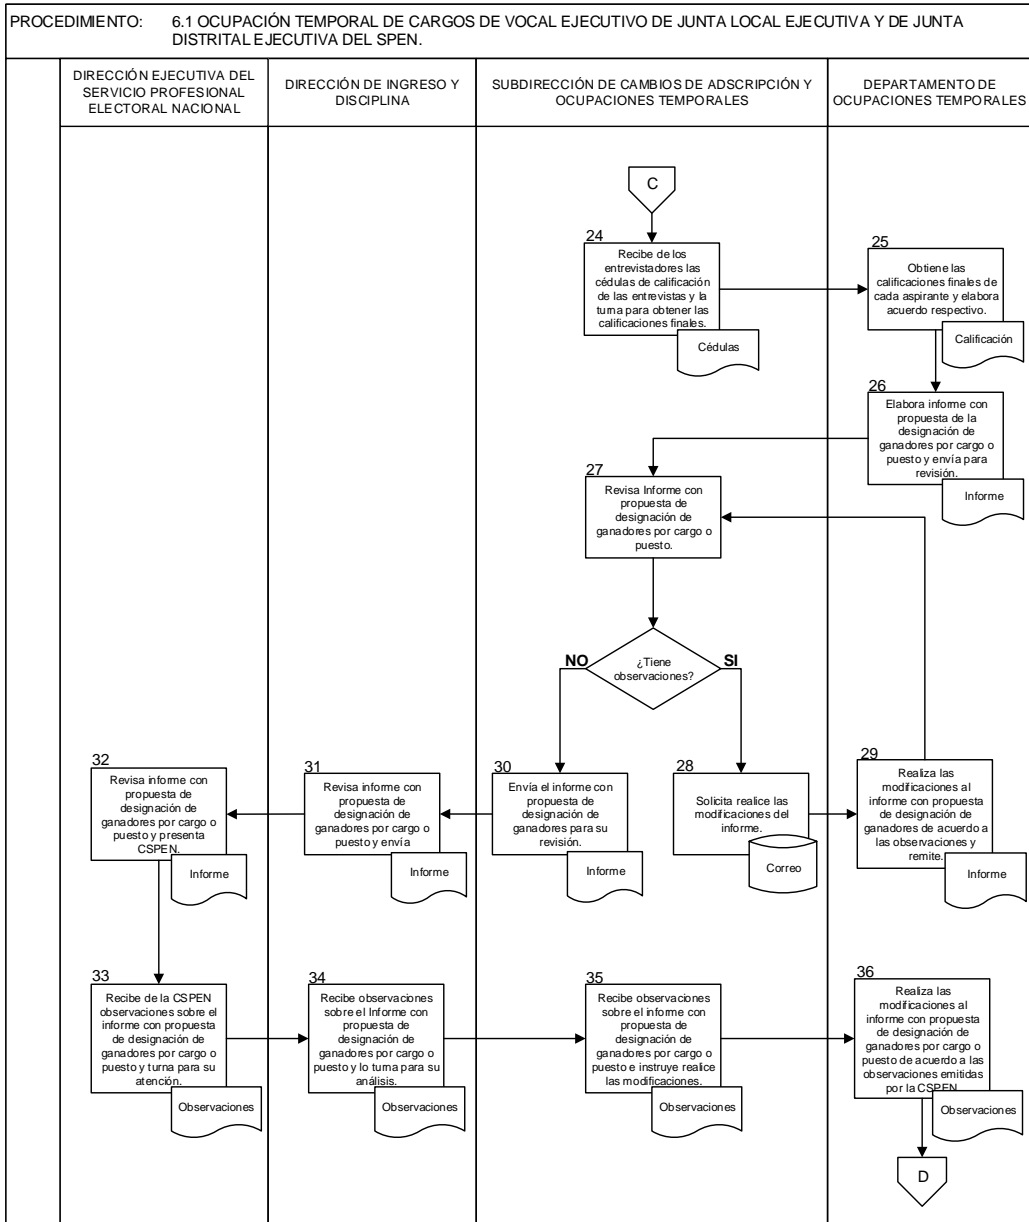 PROCEDIMIENTO: 6.1 OCUPACIÓN TEMPORAL DE CARGOS DE VOCAL EJECUTIVO DE JUNTA LOCAL EJECUTIVA Y DE JUNTA
DISTRITAL EJECUTIVA DEL SPEN.
DIRECCIÓN EJECUTIVA DEL
SERVICIO PROFESIONAL
ELECTORAL NACIONAL
DIRECCIÓN DE INGRESO Y
DISCIPLINA
SUBDIRECCIÓN DE CAMBIOS DE ADSCRIPCIÓN Y
OCUPACIONES TEMPORALES
DEPARTAMENTO DE
OCUPACIONES TEMPORALES
C
24
Recibe de los
entrevistadores las
cédulas de calificación
de las entrevistas y la
turna para obtener las
calificaciones finales.
Cédulas
25
Obtiene las
calificaciones finales de
cada aspirante y elabora
acuerdo respectivo.
Calificación
26
Elabora informe con
propuesta de la
designación de
ganadores por cargo o
puesto y envía para
revisión.
Informe
27
Revisa Informe con
propuesta de
designación de
ganadores por cargo o
puesto.
NO
¿Tiene
observaciones?
SI
32
Revisa informe con
propuesta de
designación de
ganadores por cargo o
puesto y presenta
CSPEN.
Informe
31
Revisa informe con
propuesta de
designación de
ganadores por cargo o
puesto y envía
Informe
30
Envía el informe con
propuesta de
designación de
ganadores para su
revisión.
Informe
28
Solicita realice las
modificaciones del
informe.
Correo
29
Realiza las
modificaciones al
informe con propuesta
de designación de
ganadores de acuerdo a
las observaciones y
remite.
Informe
33
Recibe de la CSPEN
observaciones sobre el
informe con propuesta
de designación de
ganadores por cargo o
puesto y turna para su
atención.
Observaciones
34
Recibe observaciones
sobre el Informe con
propuesta de
designación de
ganadores por cargo o
puesto y lo turna para su
análisis.
Observaciones
35
Recibe observaciones
sobre el informe con
propuesta de
designación de
ganadores por cargo o
puesto e instruye realice
las modificaciones.
Observaciones
36
Realiza las
modificaciones al
informe con propuesta
de designación de
ganadores por cargo o
puesto de acuerdo a las
observaciones emitidas
por la CSPEN
Observaciones
D